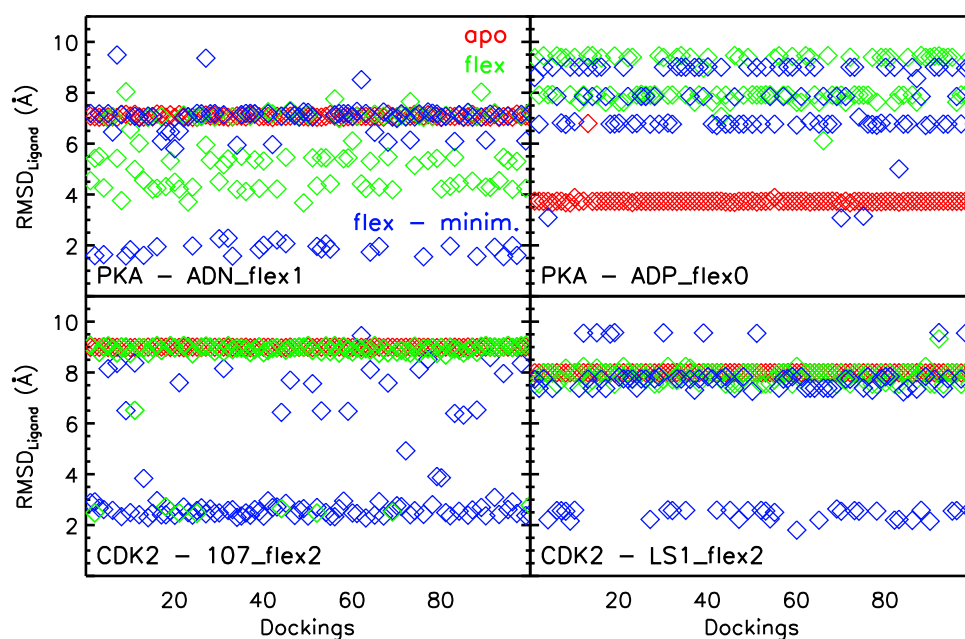 10
8
6
4
2
RMSD_Ligand (Å)
apo
flex
flex – minim.
PKA – ADN_flex1
PKA – ADP_flex0
10
8
6
4
2
RMSD_Ligand (Å)
CDK2 – 107_flex2
CDK2 – LS1_flex2
20 40 60 80
20 40 60 80
Dockings
Dockings